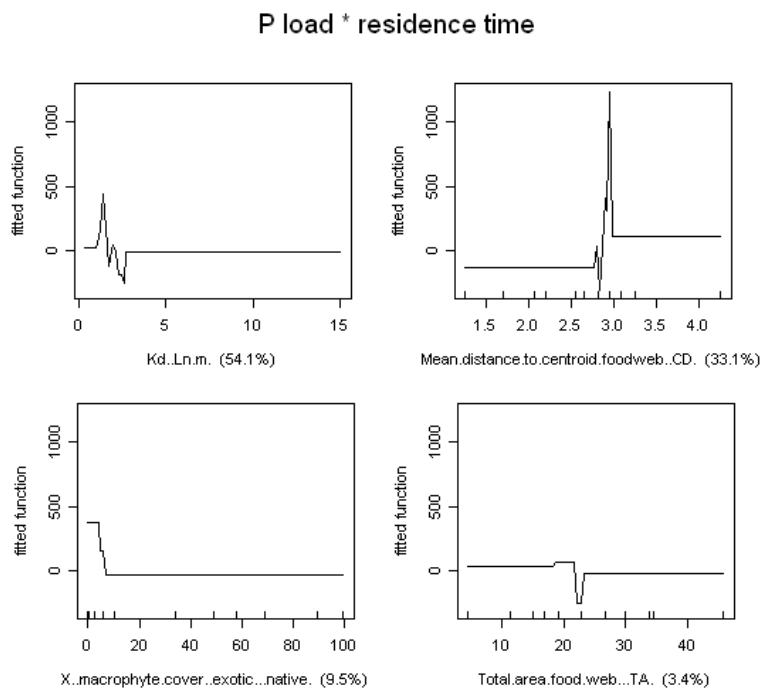 P load * residence time
fitted function
1000
500
0
0 5 10 15
Kd..Ln.m. (54.1%)
fitted function
1000
500
0
1.5 2.0 2.5 3.0 3.5 4.0
Mean.distance.to.centroid.foodweb..CD. (33.1%)
fitted function
1000
500
0
0 20 40 60 80 100
X..macrophyte.cover..exotic...native. (9.5%)
fitted function
1000
500
0
10 20 30 40
Total.area.food.web...TA. (3.4%)